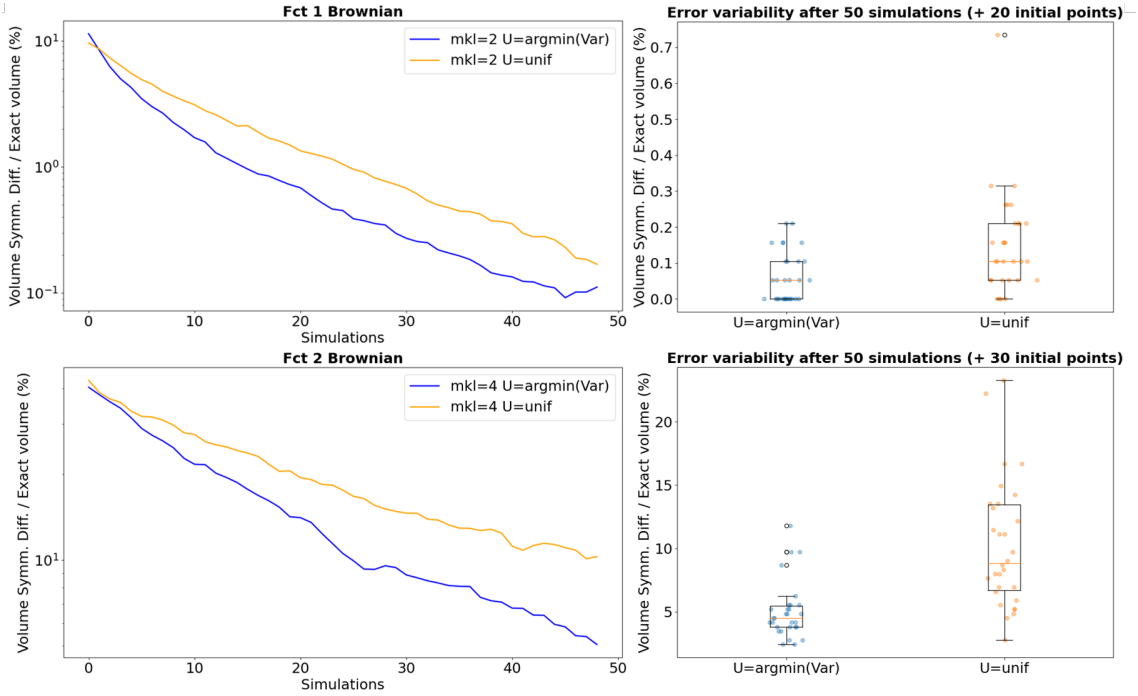 Fct 1 Brownian
Volume Symm. Diff. / Exact volume (%)
10¹
10⁰
10⁻¹
mkl=2 U=argmin(Var)
mkl=2 U=unif
0 10 20 30 40 50
Simulations
Error variability after 50 simulations (+ 20 initial points)
Volume Symm. Diff. / Exact volume (%)
0.7
0.6
0.5
0.4
0.3
0.2
0.1
0.0
U=argmin(Var) U=unif
Fct 2 Brownian
Volume Symm. Diff. / Exact volume (%)
10¹
mkl=4 U=argmin(Var)
mkl=4 U=unif
0 10 20 30 40 50
Simulations
Error variability after 50 simulations (+ 30 initial points)
Volume Symm. Diff. / Exact volume (%)
20
15
10
5
U=argmin(Var) U=unif